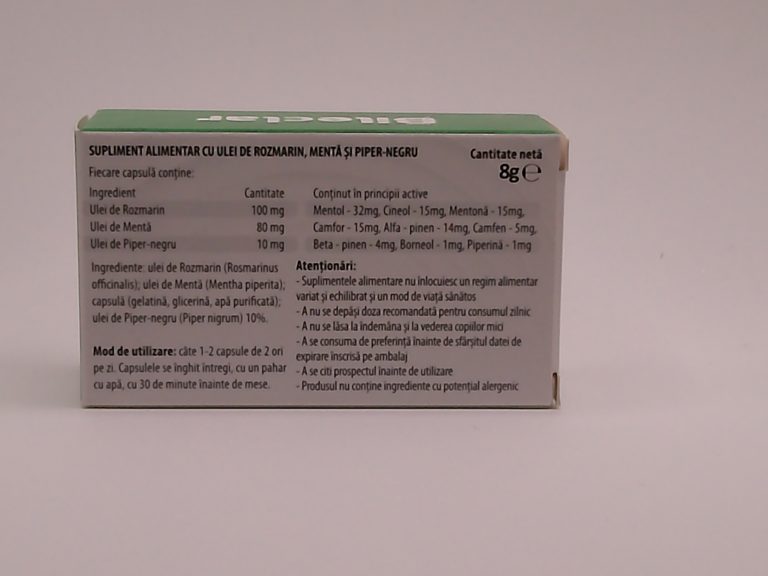 Biloctar
SUPLIMENT ALIMENTAR CU ULEI DE ROZMARIN, MENTĂ ȘI PIPER-NEGRU
Cantitate netă
8g ℮
Fiecare capsulă conține:
Ingredient Cantitate Conținut în principii active
Ulei de Rozmarin 100 mg Mentol - 32mg, Cineol - 15mg, Mentonă - 15mg,
Ulei de Mentă 80 mg Camfor - 15mg, Alfa - pinen - 14mg, Camfen - 5mg,
Ulei de Piper-negru 10 mg Beta - pinen - 4mg, Borneol - 1mg, Piperină - 1mg
Ingrediente: ulei de Rozmarin (Rosmarinus
officinalis); ulei de Mentă (Mentha piperita);
capsulă (gelatină, glicerină, apă purificată);
ulei de Piper-negru (Piper nigrum) 10%.
Mod de utilizare: câte 1-2 capsule de 2 ori
pe zi. Capsulele se înghit întregi, cu un pahar
cu apă, cu 30 de minute înainte de mese.
Atenționări:
- Suplimentele alimentare nu înlocuiesc un regim alimentar
variat și echilibrat și un mod de viață sănătos
- A nu se depăși doza recomandată pentru consumul zilnic
- A nu se lăsa la îndemâna și la vederea copiilor mici
- A se consuma de preferință înainte de sfârșitul datei de
expirare înscrisă pe ambalaj
- A se citi prospectul înainte de utilizare
- Produsul nu conține ingrediente cu potențial alergenic